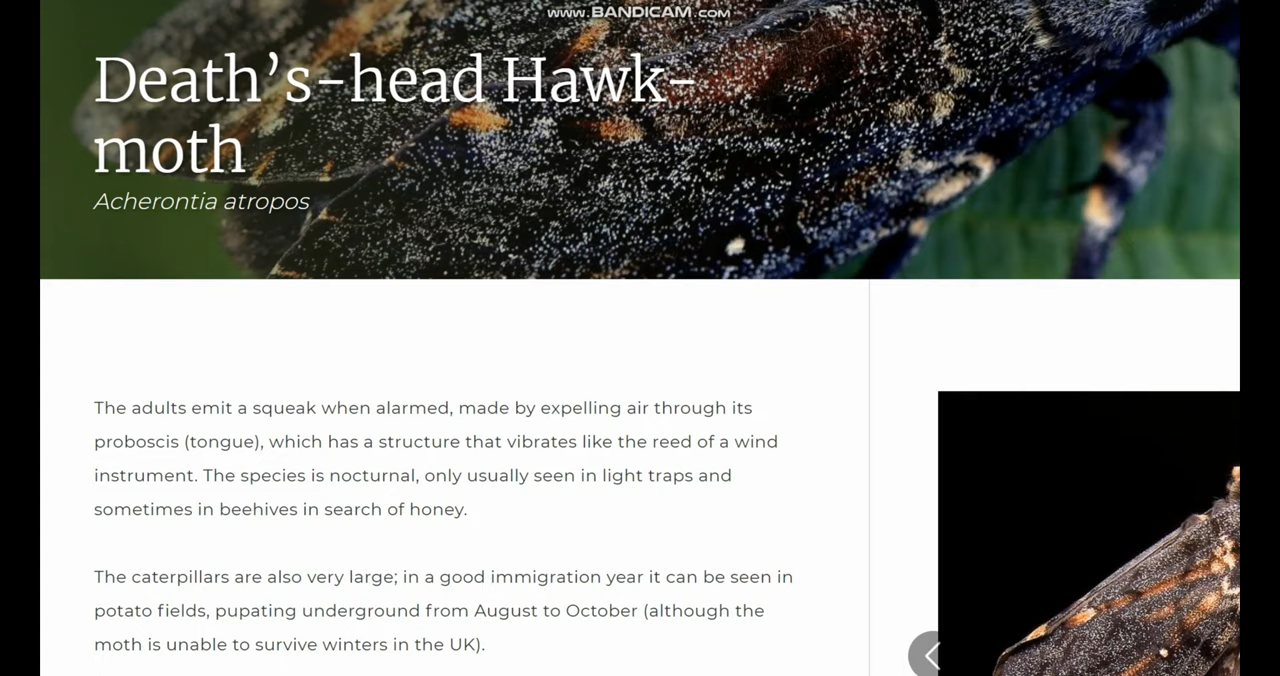 www.BANDICAM.com
Death’s-head Hawk-
moth
Acherontia atropos
The adults emit a squeak when alarmed, made by expelling air through its
proboscis (tongue), which has a structure that vibrates like the reed of a wind
instrument. The species is nocturnal, only usually seen in light traps and
sometimes in beehives in search of honey.
The caterpillars are also very large; in a good immigration year it can be seen in
potato fields, pupating underground from August to October (although the
moth is unable to survive winters in the UK).